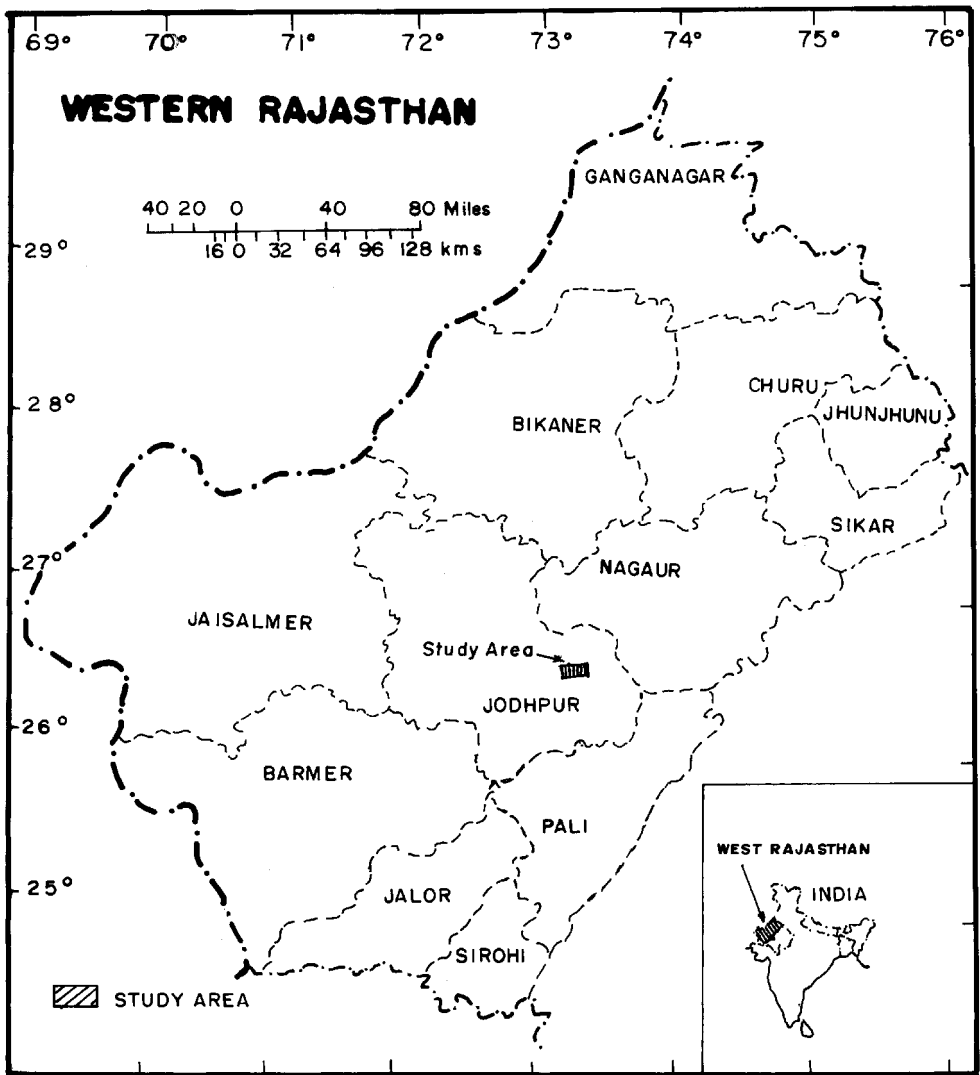 69° 70° 71° 72° 73° 74° 75° 76°
WESTERN RAJASTHAN
GANGANAGAR
40 20 0 40 80 Miles
16 0 32 64 96 128 kms
29°
28°
CHURU
JHUNJHUNU
BIKANER
SIKAR
27°
NAGAUR
JAISALMER
Study Area
JODHPUR
26°
BARMER
PALI
WEST RAJASTHAN
25°
JALOR
INDIA
SIROHI
STUDY AREA